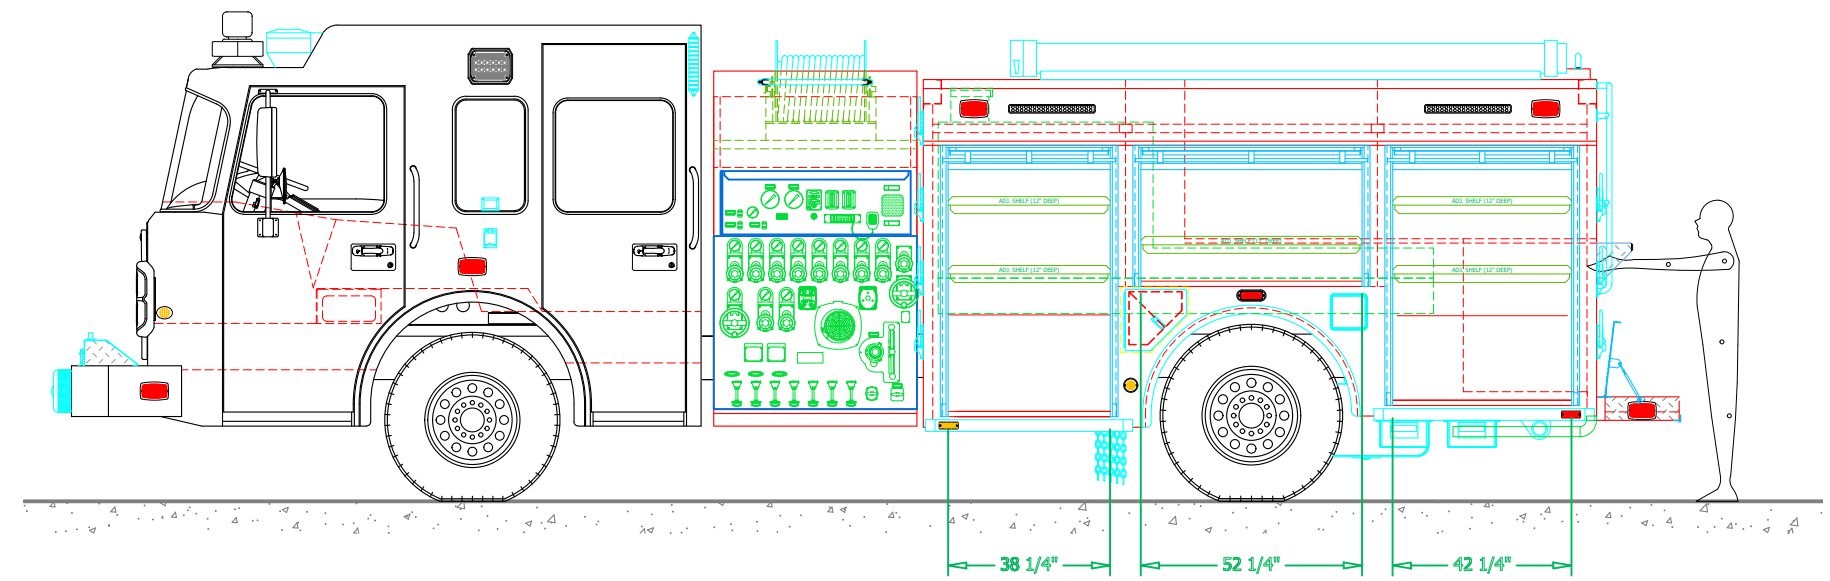 ADJ. SHELF (12" DEEP)
ADJ. SHELF (12" DEEP)
ADJ. SHELF (12" DEEP)
ADJ. SHELF (12" DEEP)
38 1/4"
52 1/4"
42 1/4"